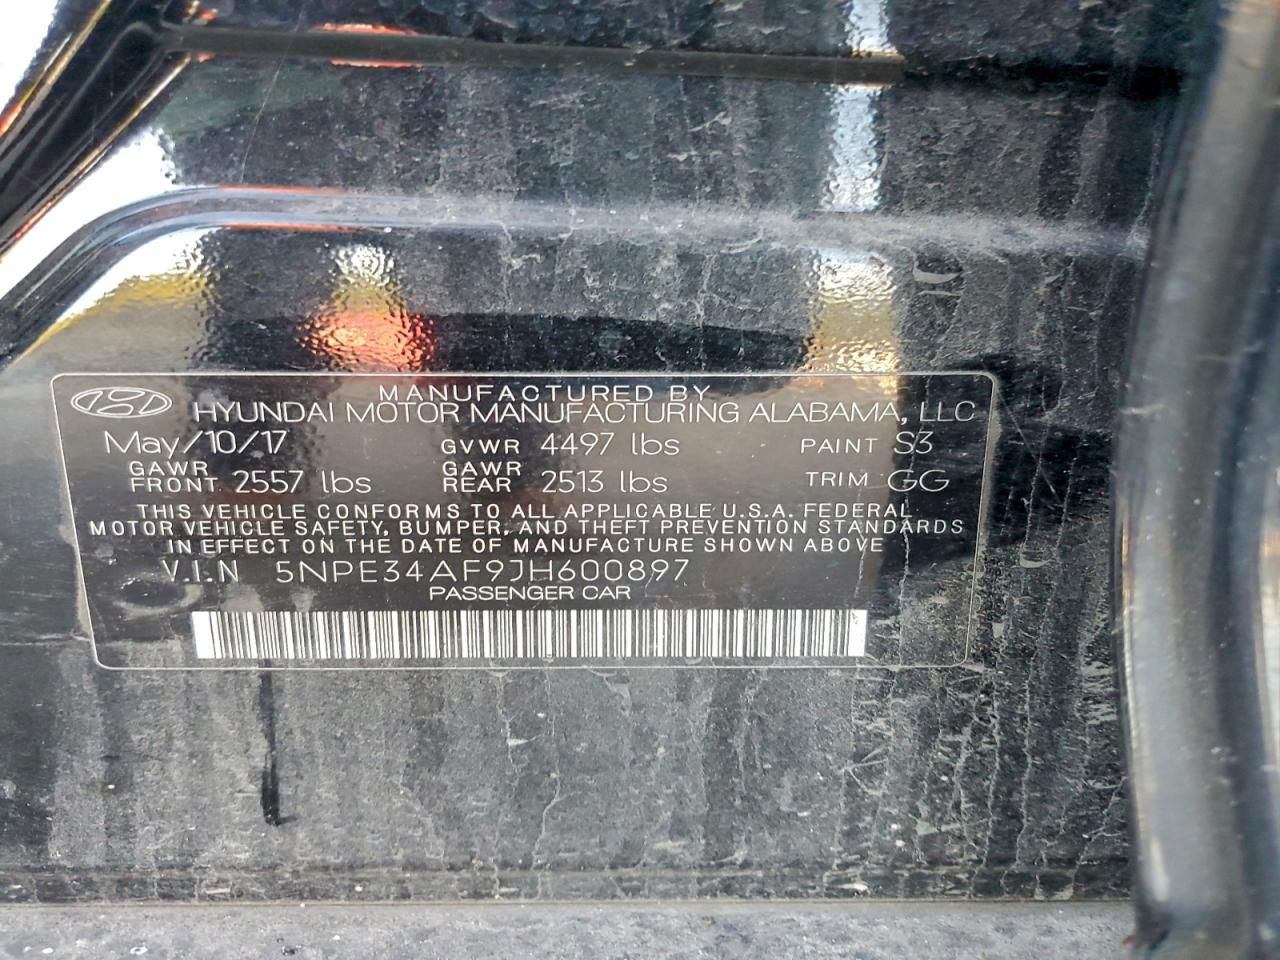 MANUFACTURED BY
HYUNDAI MOTOR MANUFACTURING ALABAMA, LLC
May/10/17 GVWR 4497 lbs PAINT S3
GAWR FRONT 2557 lbs GAWR REAR 2513 lbs TRIM GG
THIS VEHICLE CONFORMS TO ALL APPLICABLE U.S.A. FEDERAL
MOTOR VEHICLE SAFETY, BUMPER, AND THEFT PREVENTION STANDARDS
IN EFFECT ON THE DATE OF MANUFACTURE SHOWN ABOVE
V.I.N 5NPE34AF9JH600897
PASSENGER CAR